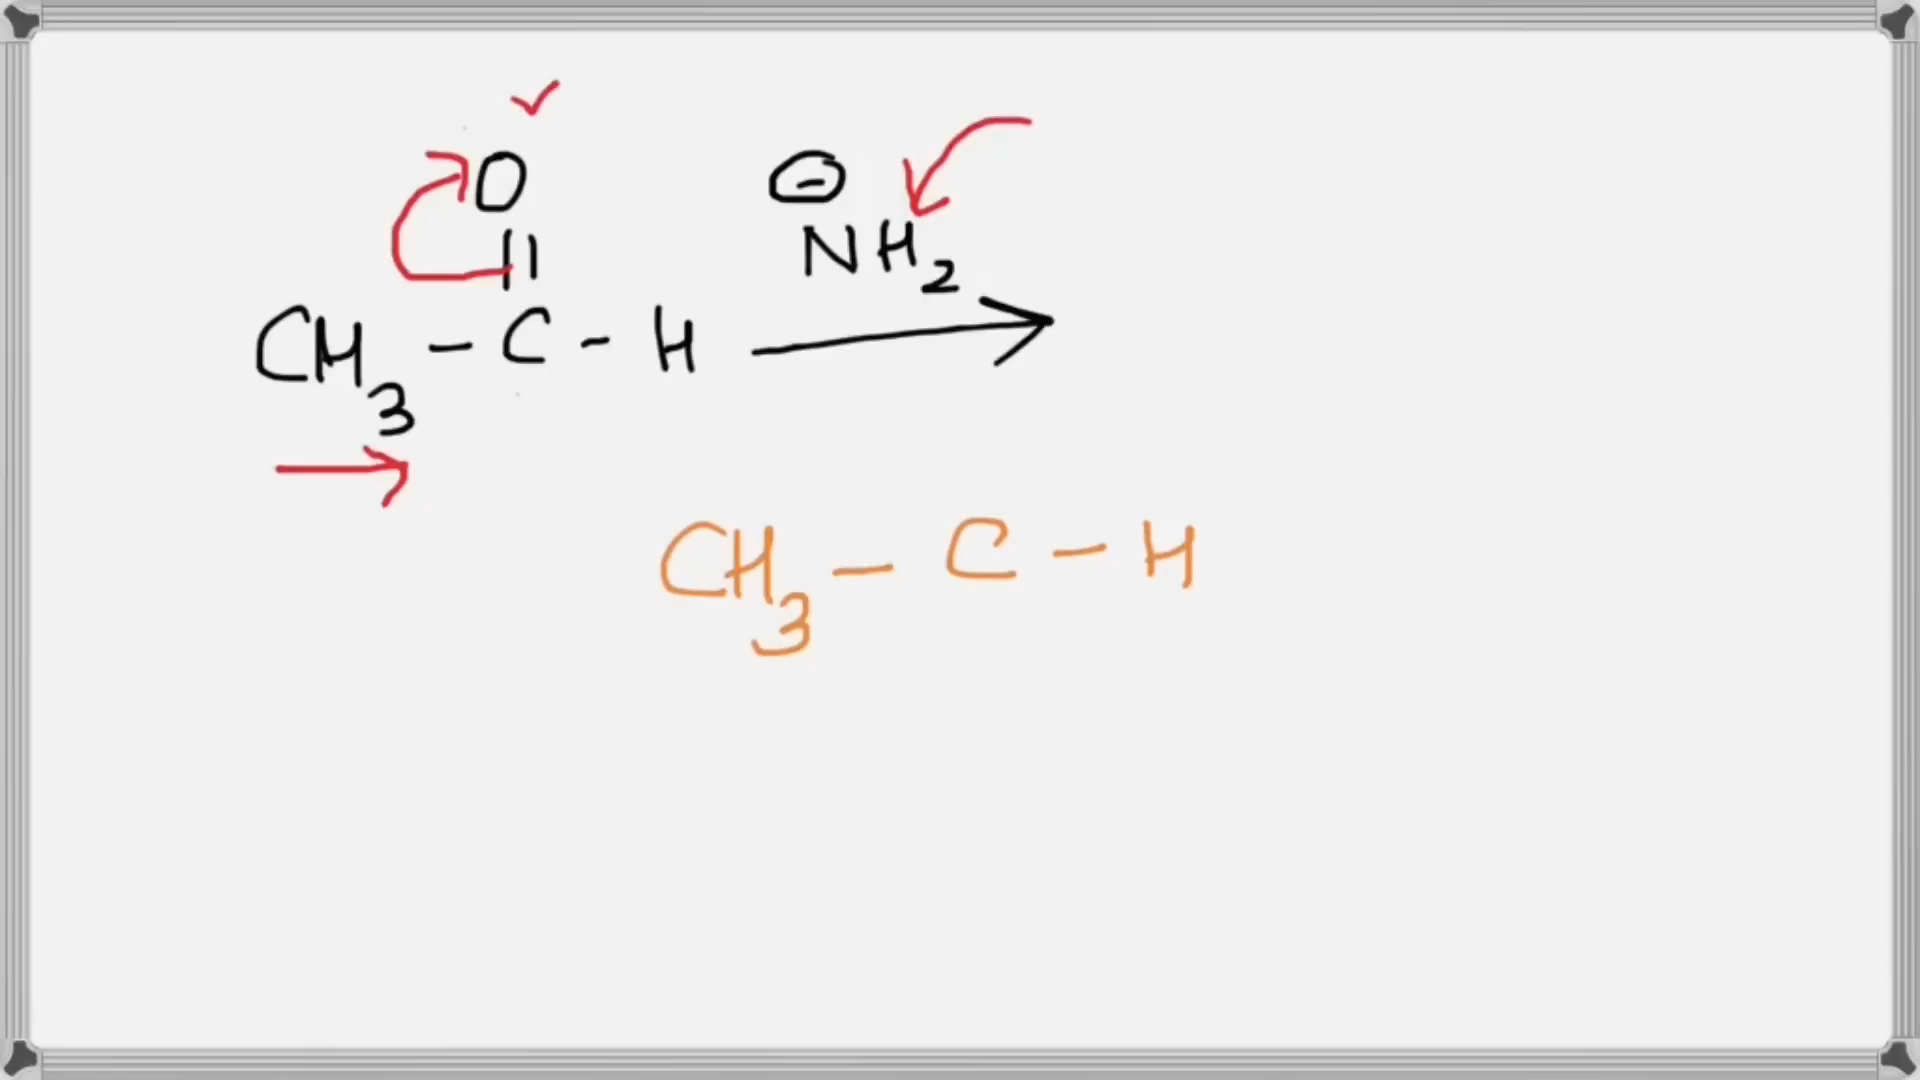 O ⊖
|| NH2
CH3 - C - H ⟶
CH3 - C - H